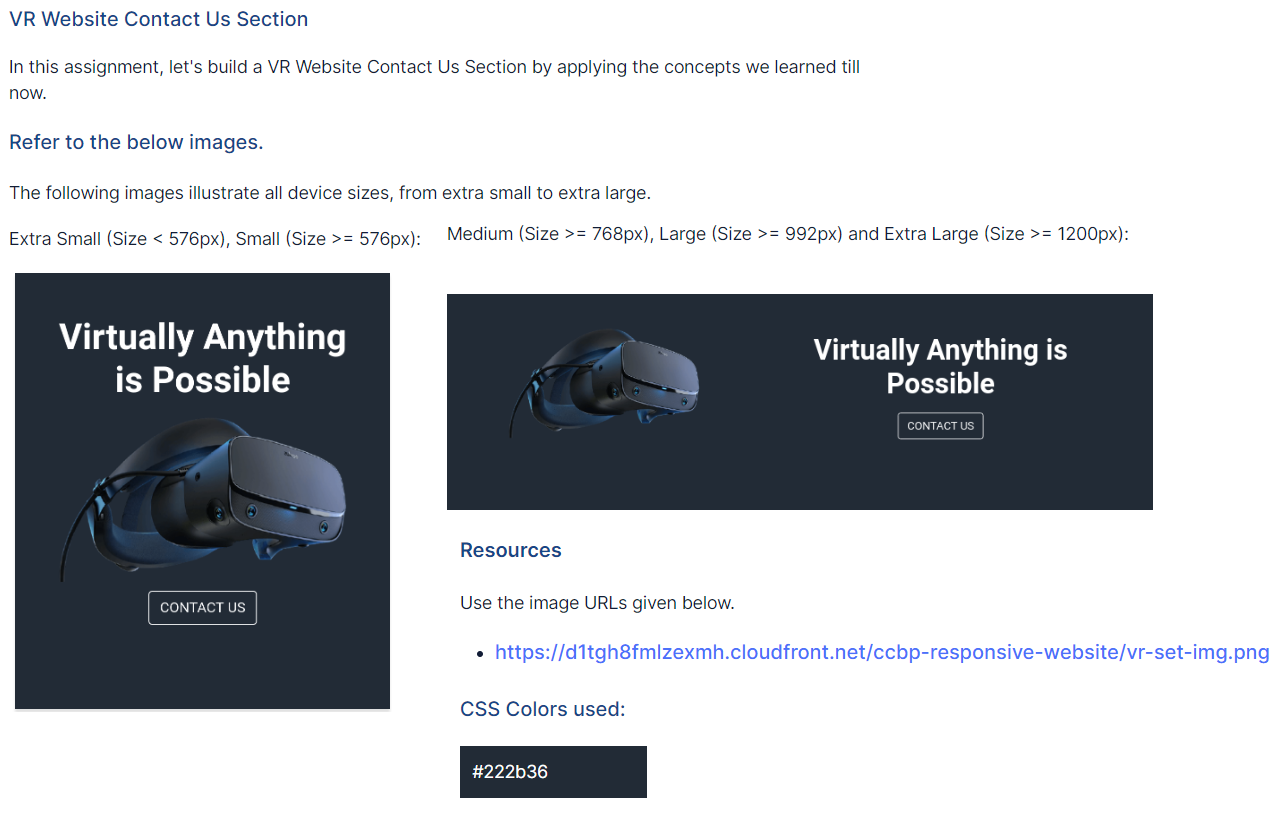 VR Website Contact Us Section
In this assignment, let's build a VR Website Contact Us Section by applying the concepts we learned till
now.
Refer to the below images.
The following images illustrate all device sizes, from extra small to extra large.
Extra Small (Size < 576px), Small (Size >= 576px):
Virtually Anything
is Possible
CONTACT US
Medium (Size >= 768px), Large (Size >= 992px) and Extra Large (Size >= 1200px):
Virtually Anything is
Possible
CONTACT US
Resources
Use the image URLs given below.
• https://d1tgh8fmlzexmh.cloudfront.net/ccbp-responsive-website/vr-set-img.png
CSS Colors used:
#222b36